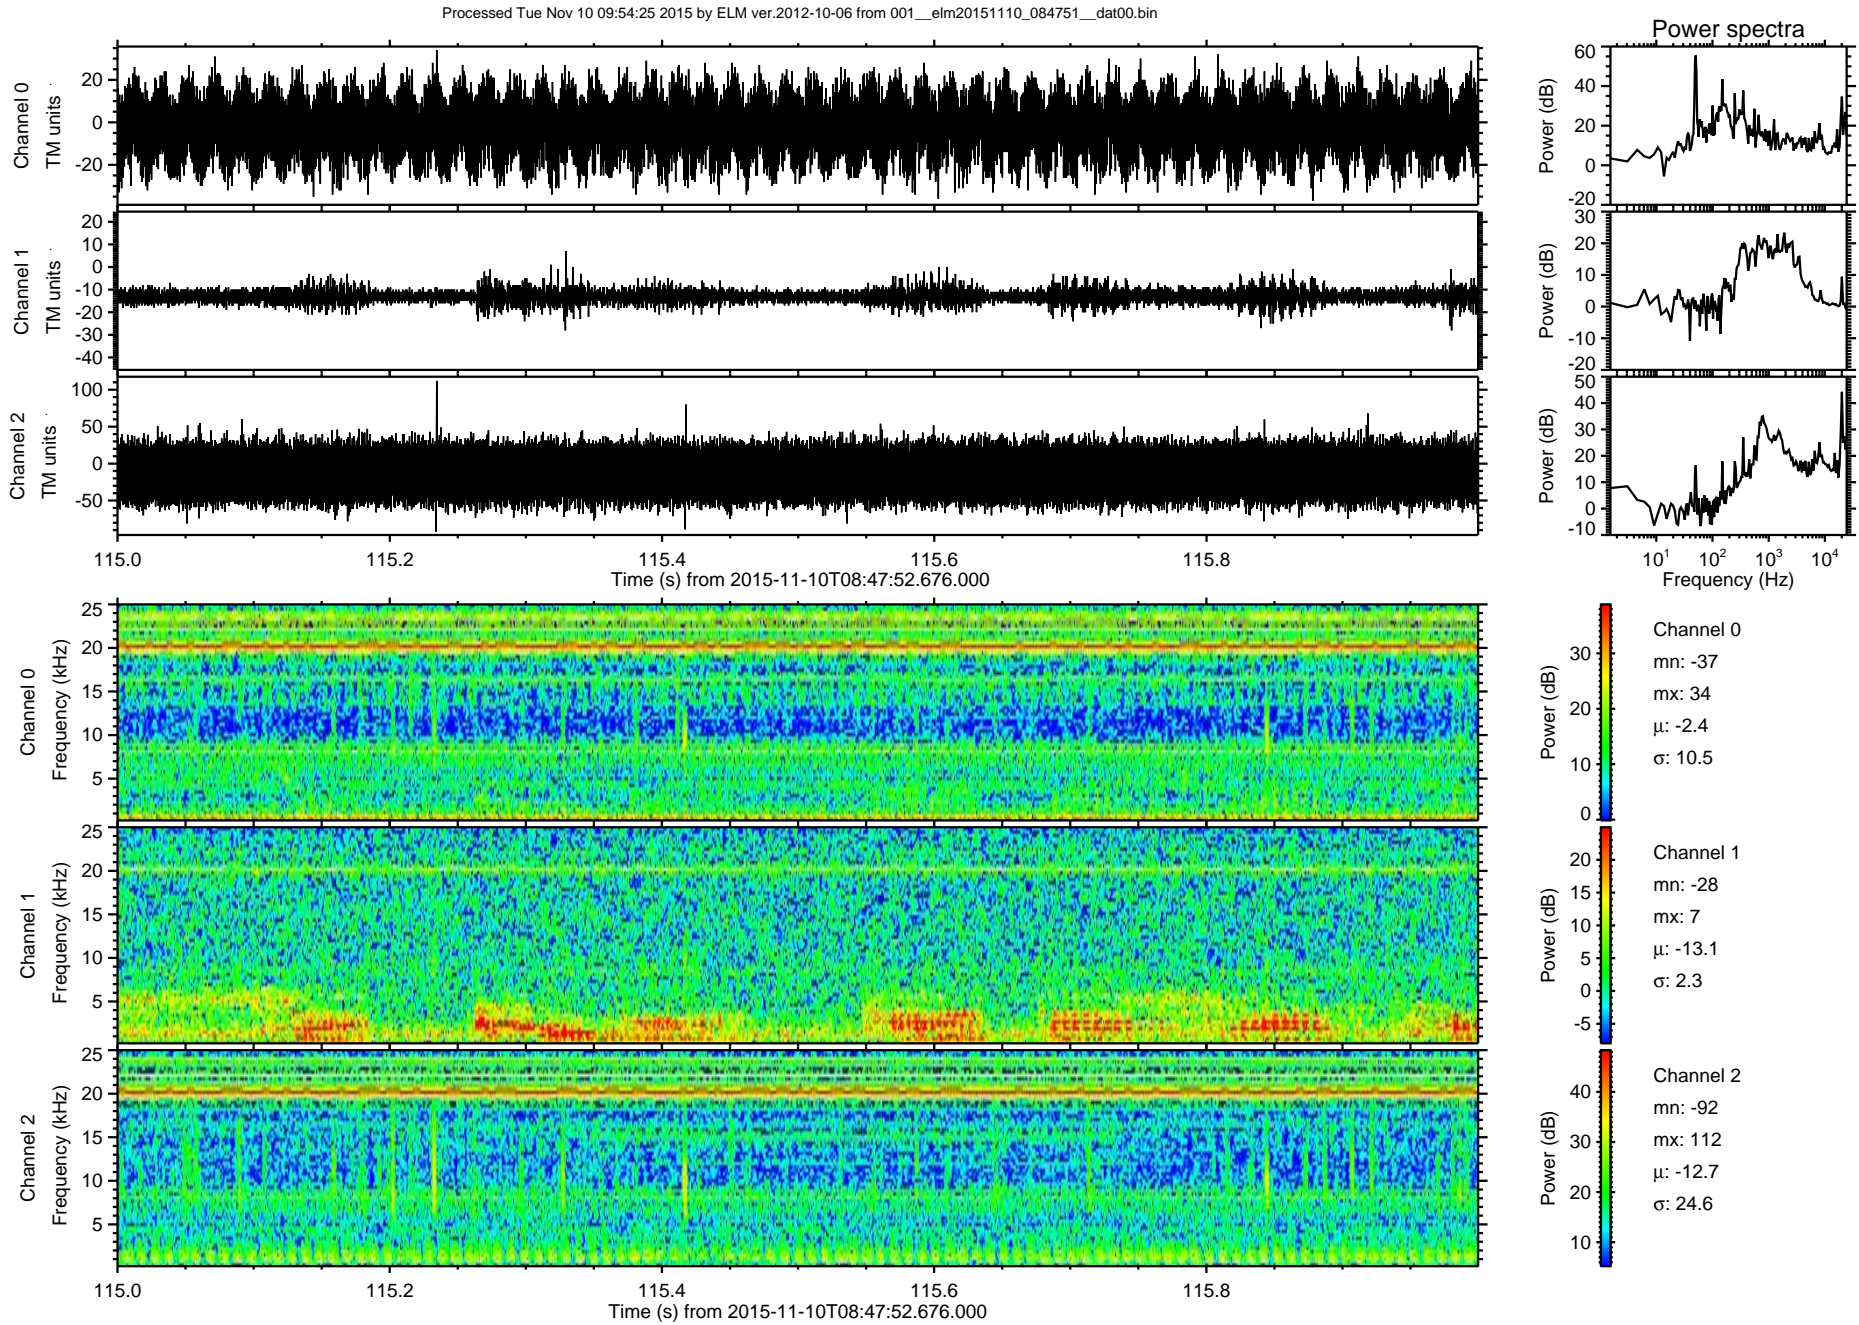 Processed Tue Nov 10 09:54:25 2015 by ELM ver.2012-10-06 from 001__elm20151110_084751__dat00.bin
Power spectra
Channel 0
TM units
20
0
-20
Power (dB)
60
40
20
0
-20
Channel 1
TM units
20
10
0
-10
-20
-30
-40
Power (dB)
30
20
10
0
-10
-20
Channel 2
TM units
100
50
0
-50
Power (dB)
50
40
30
20
10
0
-10
115.0 115.2 115.4 115.6 115.8
Time (s) from 2015-11-10T08:47:52.676.000
10¹ 10² 10³ 10⁴
Frequency (Hz)
Channel 0
Frequency (kHz)
25
20
15
10
5
Power (dB)
30
20
10
0
Channel 0
mn: -37
mx: 34
μ: -2.4
σ: 10.5
Channel 1
Frequency (kHz)
25
20
15
10
5
Power (dB)
20
15
10
5
0
-5
Channel 1
mn: -28
mx: 7
μ: -13.1
σ: 2.3
Channel 2
Frequency (kHz)
25
20
15
10
5
Power (dB)
40
30
20
10
Channel 2
mn: -92
mx: 112
μ: -12.7
σ: 24.6
115.0 115.2 115.4 115.6 115.8
Time (s) from 2015-11-10T08:47:52.676.000